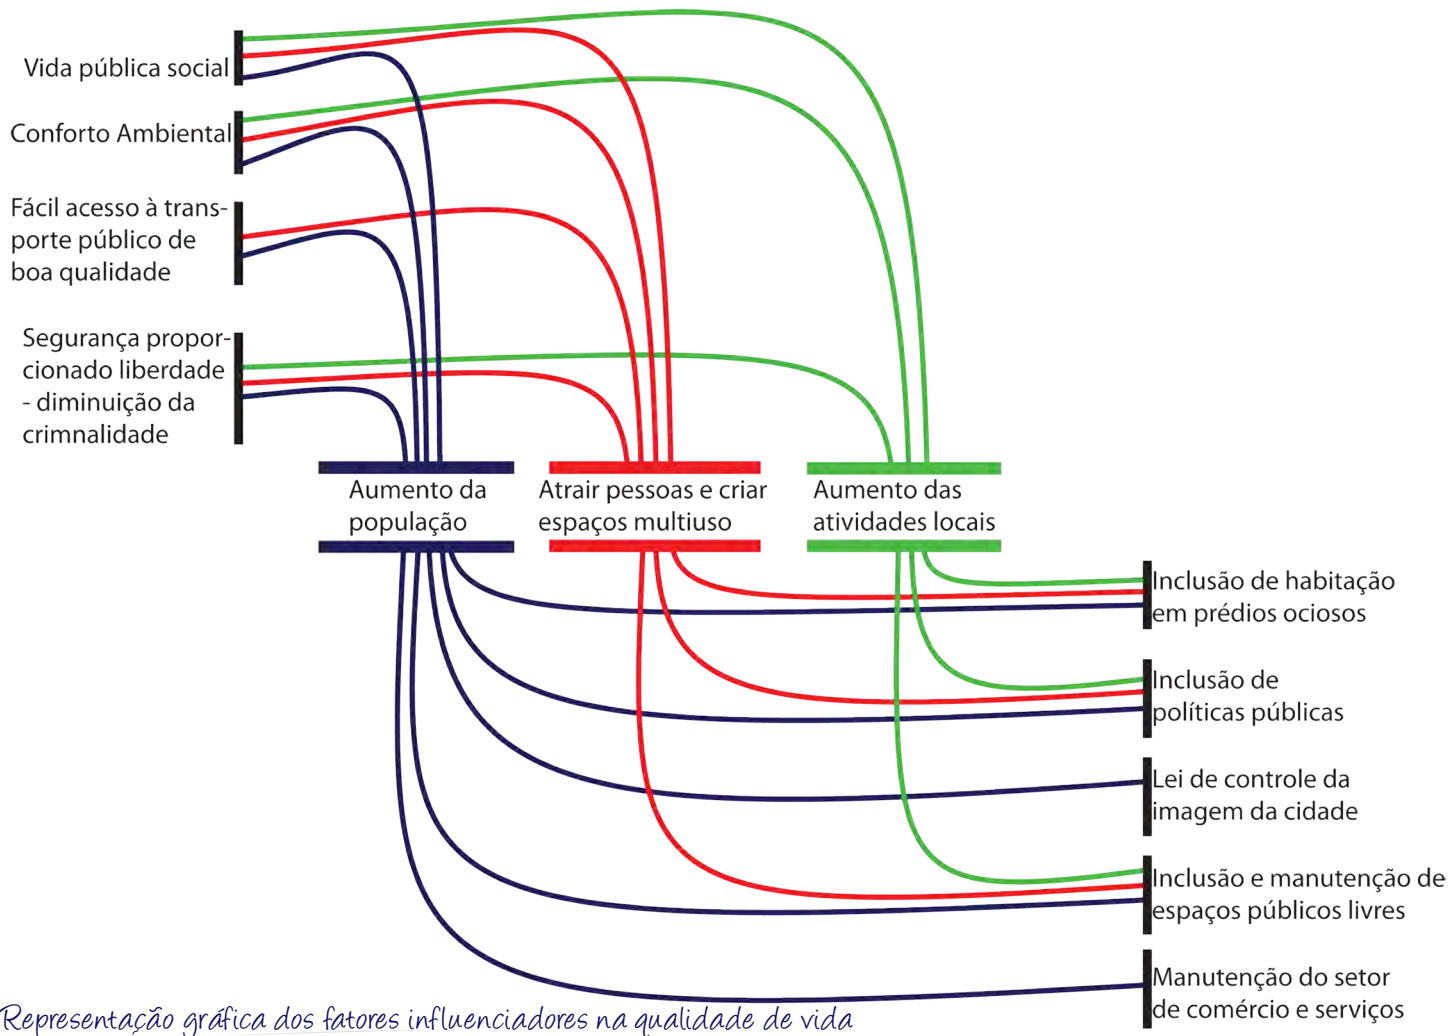 Vida pública social
Conforto Ambiental
Fácil acesso à trans-
porte público de
boa qualidade
Segurança propor-
cionado liberdade
- diminuição da
crimnalidade
Aumento da
população
Atrair pessoas e criar
espaços multiuso
Aumento das
atividades locais
Inclusão de habitação
em prédios ociosos
Inclusão de
políticas públicas
Lei de controle da
imagem da cidade
Inclusão e manutenção de
espaços públicos livres
Manutenção do setor
de comércio e serviços
Representação gráfica dos fatores influenciadores na qualidade de vida